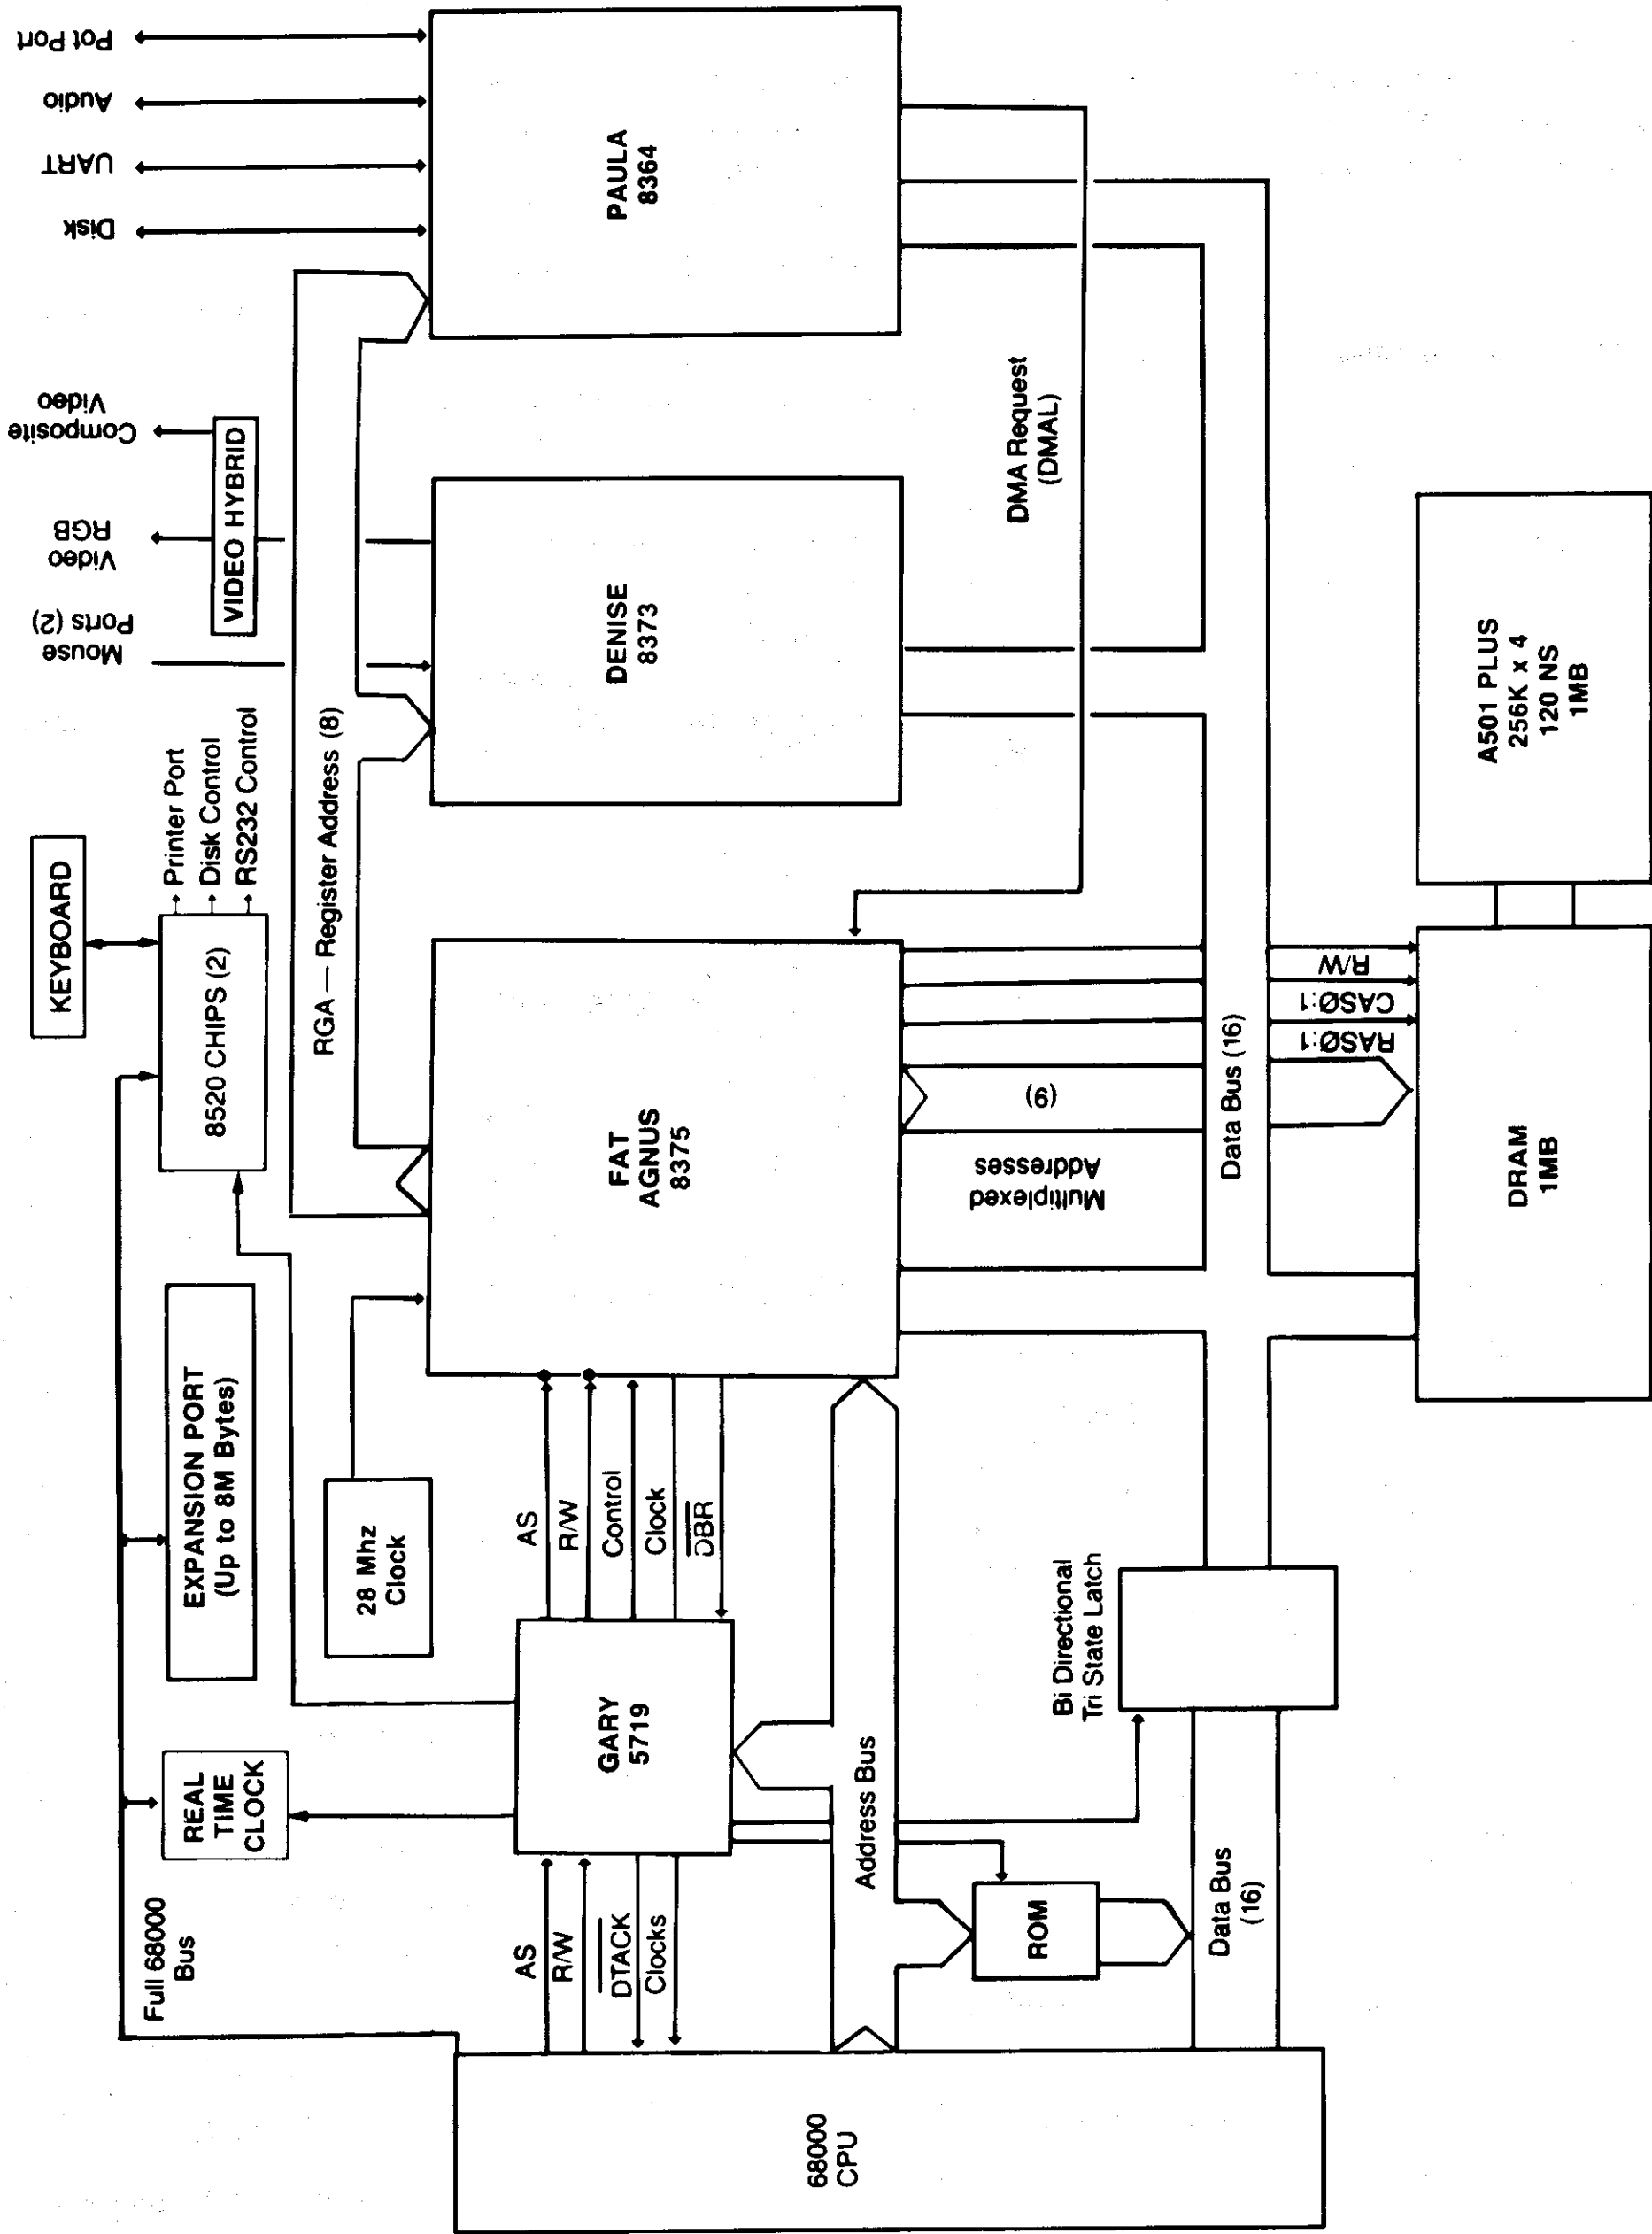 Full 68000
Bus
REAL
TIME
CLOCK
EXPANSION PORT
(Up to 8M Bytes)
KEYBOARD
8520 CHIPS (2)
Printer Port
Disk Control
RS232 Control
Mouse
Ports (2)
Video
RGB
Composite
Video
VIDEO HYBRID
Disk
UART
Audio
Pot Port
28 Mhz
Clock
RGA — Register Address (8)
68000
CPU
AS
R/W
DTACK
Clocks
GARY
5719
AS
R/W
Control
Clock
DBR
FAT
AGNUS
8375
DENISE
8373
PAULA
8364
Address Bus
ROM
Data Bus
(16)
Bi Directional
Tri State Latch
Multiplexed
Addresses
(9)
DMA Request
(DMAL)
Data Bus (16)
RASØ:1
CASØ:1
R/W
DRAM
1MB
A501 PLUS
256K x 4
120 NS
1MB